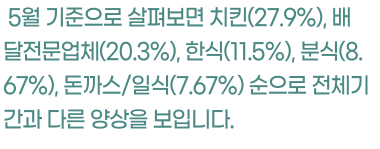 5월 기준으로 살펴보면 치킨(27.9%), 배
달전문업체(20.3%), 한식(11.5%), 분식(8.
67%), 돈까스/일식(7.67%) 순으로 전체기
간과 다른 양상을 보입니다.